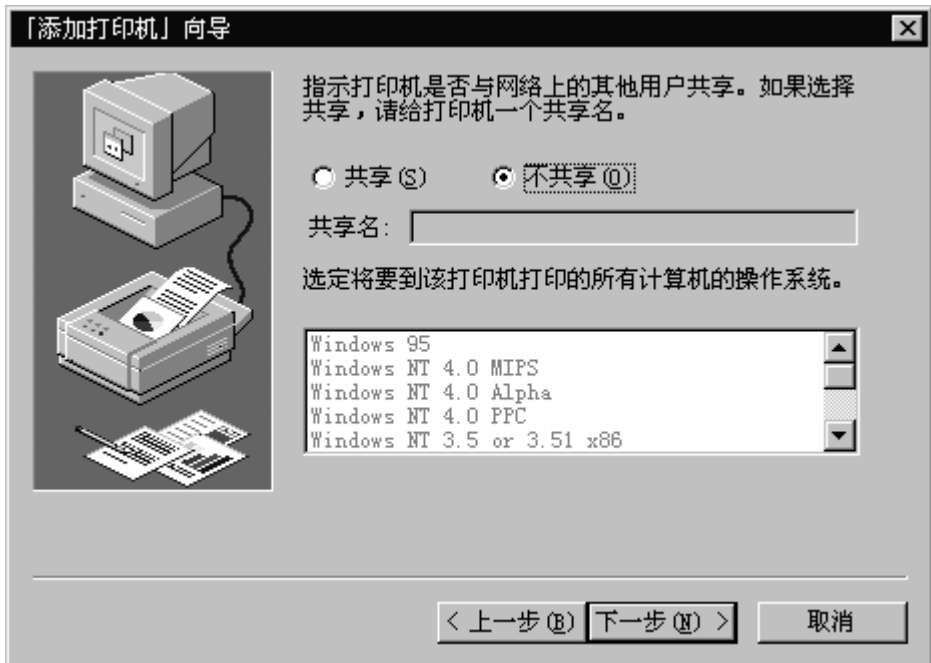 「添加打印机」向导
指示打印机是否与网络上的其他用户共享。如果选择
共享，请给打印机一个共享名。
共享(S) 不共享(O)
共享名:
选定将要到该打印机打印的所有计算机的操作系统。
Windows 95
Windows NT 4.0 MIPS
Windows NT 4.0 Alpha
Windows NT 4.0 PPC
Windows NT 3.5 or 3.51 x86
< 上一步(B) 下一步(N) > 取消